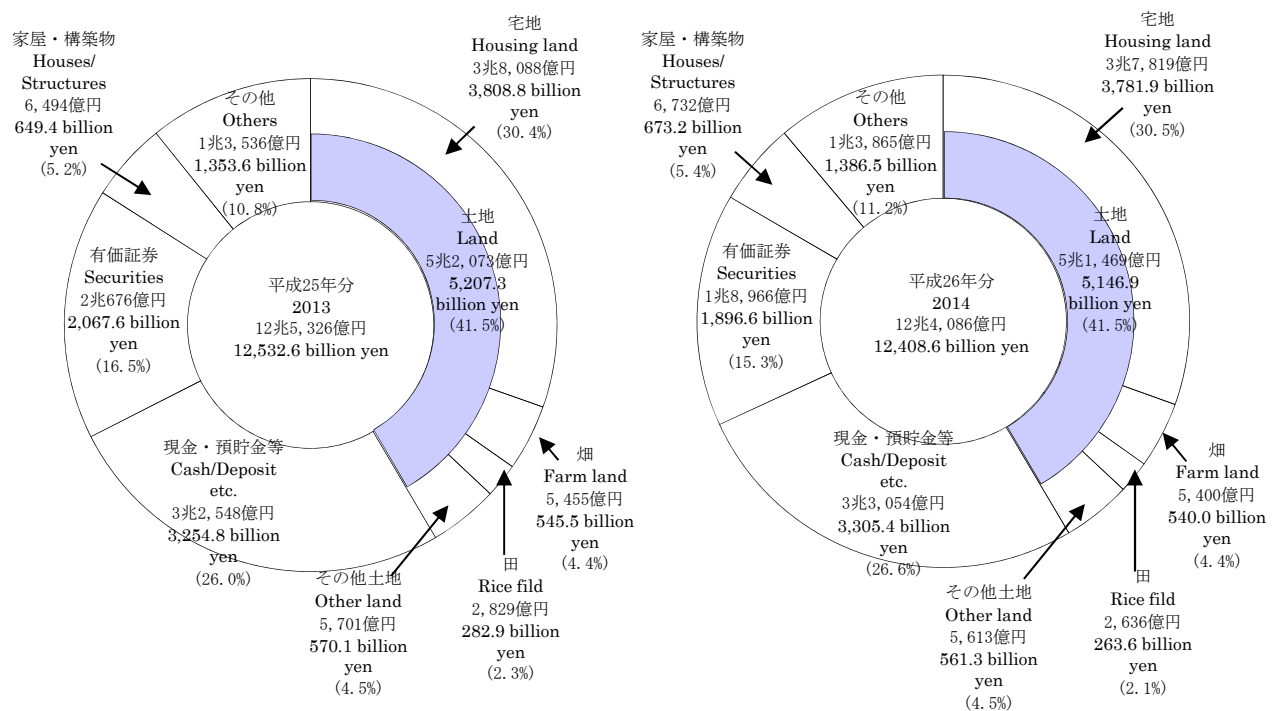 宅地
Housing land
3兆8,088億円
3,808.8 billion
yen
(30.4%)
家屋・構築物
Houses/
Structures
6,494億円
649.4 billion
yen
(5.2%)
その他
Others
1兆3,536億円
1,353.6 billion
yen
(10.8%)
土地
Land
5兆2,073億円
5,207.3
billion yen
(41.5%)
有価証券
Securities
2兆676億円
2,067.6 billion
yen
(16.5%)
平成25年分
2013
12兆5,326億円
12,532.6 billion yen
現金・預貯金等
Cash/Deposit
etc.
3兆2,548億円
3,254.8 billion
yen
(26.0%)
畑
Farm land
5,455億円
545.5 billion
yen
(4.4%)
田
Rice fild
2,829億円
282.9 billion
yen
(2.3%)
その他土地
Other land
5,701億円
570.1 billion
yen
(4.5%)
宅地
Housing land
3兆7,819億円
3,781.9 billion
yen
(30.5%)
家屋・構築物
Houses/
Structures
6,732億円
673.2 billion
yen
(5.4%)
その他
Others
1兆3,865億円
1,386.5 billion
yen
(11.2%)
土地
Land
5兆1,469億円
5,146.9
billion yen
(41.5%)
有価証券
Securities
1兆8,966億円
1,896.6 billion
yen
(15.3%)
平成26年分
2014
12兆4,086億円
12,408.6 billion yen
現金・預貯金等
Cash/Deposit
etc.
3兆3,054億円
3,305.4 billion
yen
(26.6%)
畑
Farm land
5,400億円
540.0 billion
yen
(4.4%)
田
Rice fild
2,636億円
263.6 billion
yen
(2.1%)
その他土地
Other land
5,613億円
561.3 billion
yen
(4.5%)